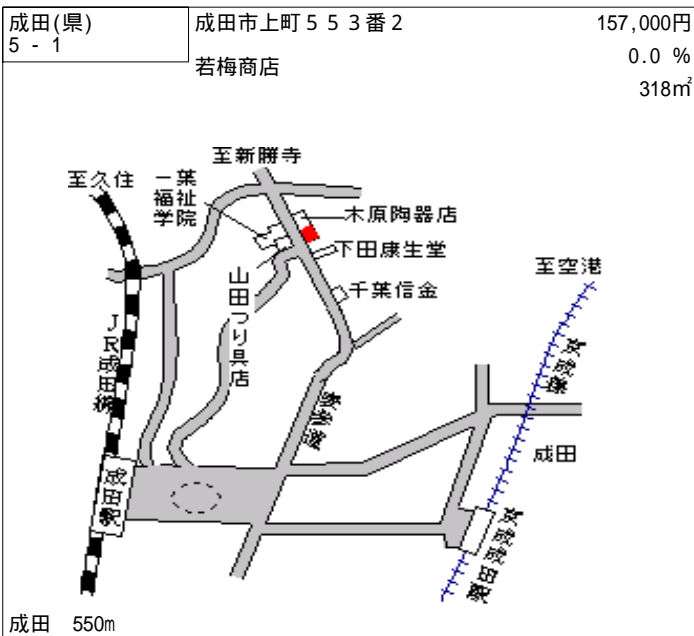 成田(県)
5 - 1
成田市上町５５３番２
若梅商店
157,000円
0.0 %
318㎡
至新勝寺
至久住
一葉
福祉
学院
木原陶器店
下田康生堂
至空港
山田つり具店
千葉信金
JR成田線
表参道
京成本線
成田
成田駅
京成成田駅
成田 550m